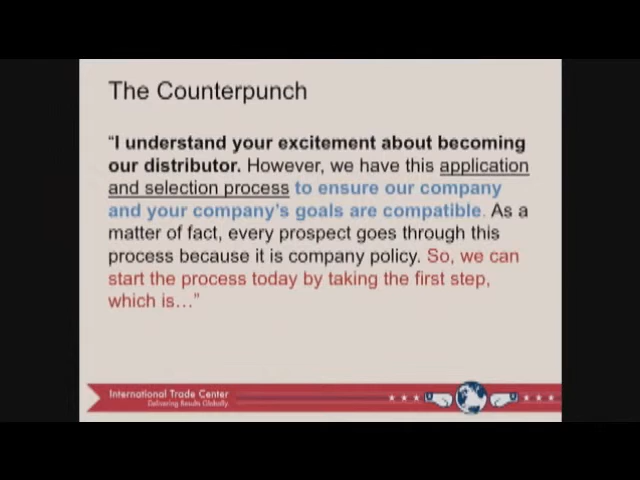 The Counterpunch
“I understand your excitement about becoming
our distributor. However, we have this application
and selection process to ensure our company
and your company’s goals are compatible. As a
matter of fact, every prospect goes through this
process because it is company policy. So, we can
start the process today by taking the first step,
which is…”
International Trade Center
Delivering Results Globally